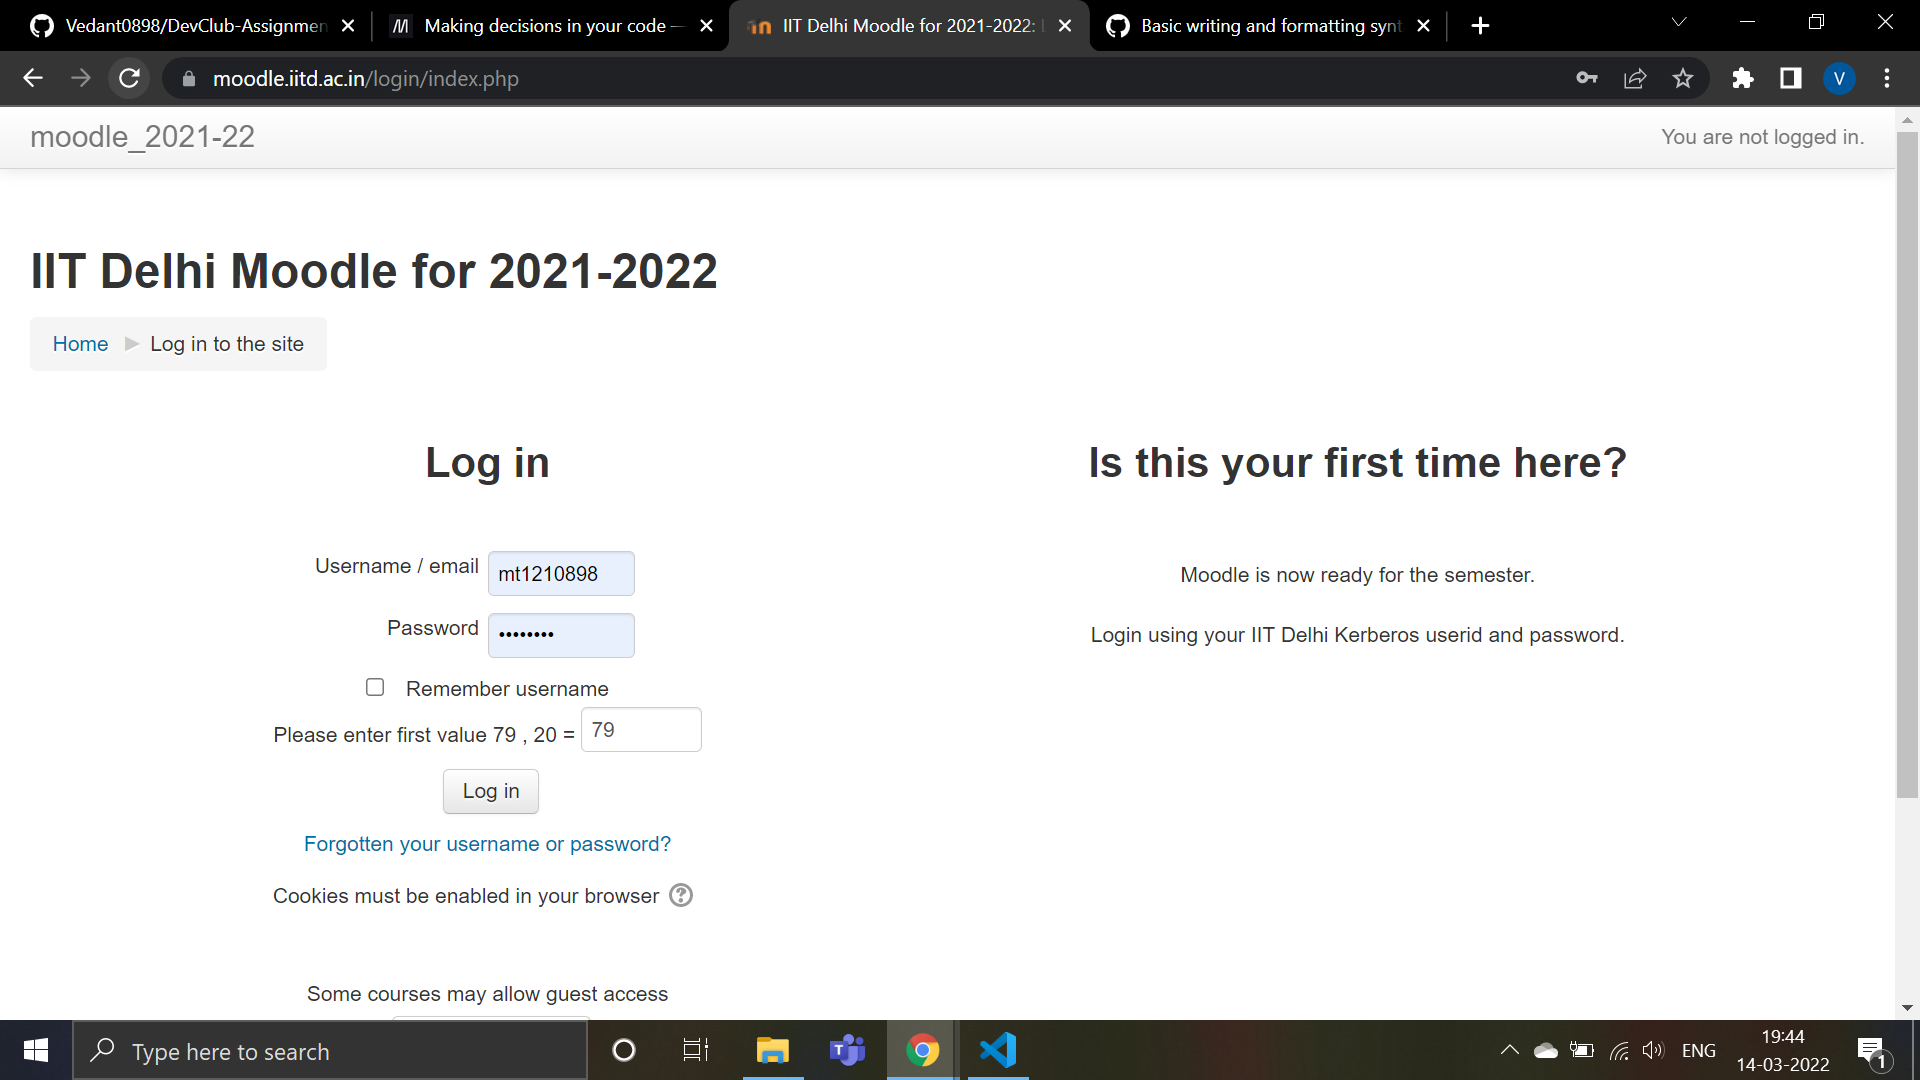 Vedant0898/DevClub-Assignmen
Making decisions in your code —
IIT Delhi Moodle for 2021-2022:
Basic writing and formatting synt
moodle.iitd.ac.in/login/index.php
V
moodle_2021-22
You are not logged in.
IIT Delhi Moodle for 2021-2022
Home ► Log in to the site
Log in
Username / email
mt1210898
Password
••••••••
Remember username
Please enter first value 79 , 20 =
79
Log in
Forgotten your username or password?
Cookies must be enabled in your browser
?
Some courses may allow guest access
Is this your first time here?
Moodle is now ready for the semester.
Login using your IIT Delhi Kerberos userid and password.
Type here to search
ENG
19:44
14-03-2022
1